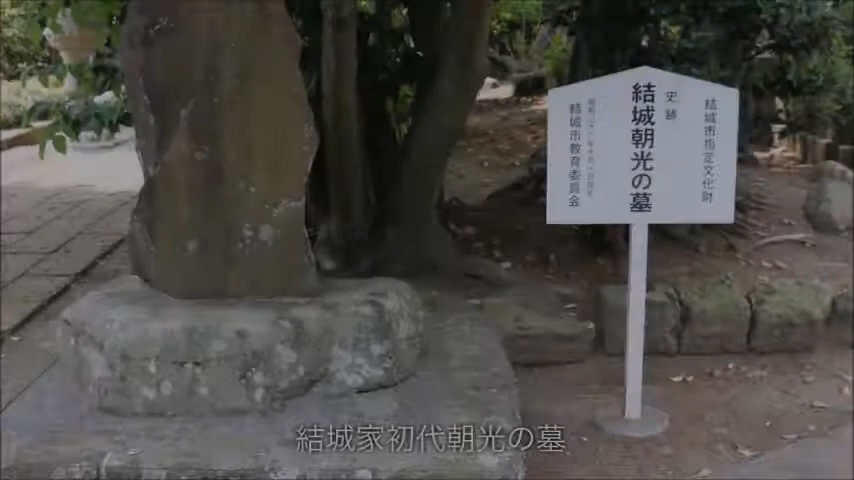 結城市指定文化財
史跡
結城朝光の墓
結城市教育委員会
結城家初代朝光の墓